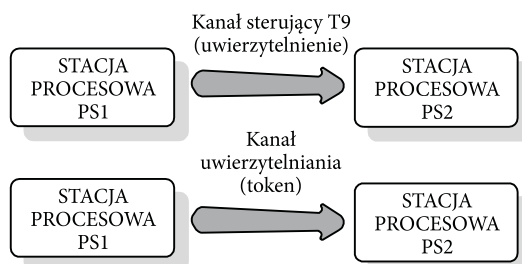 Kanał sterujący T9
(uwierzytelnienie)
STACJA
PROCESOWA
PS1
STACJA
PROCESOWA
PS2
Kanał
uwierzytelniania
(token)
STACJA
PROCESOWA
PS1
STACJA
PROCESOWA
PS2